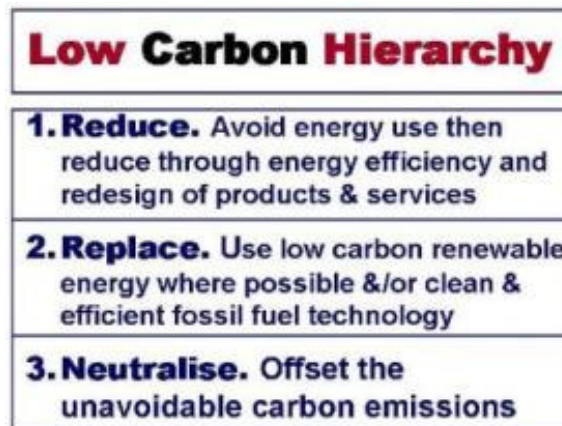 Low Carbon Hierarchy
1. Reduce. Avoid energy use then
reduce through energy efficiency and
redesign of products & services
2. Replace. Use low carbon renewable
energy where possible &/or clean &
efficient fossil fuel technology
3. Neutralise. Offset the
unavoidable carbon emissions